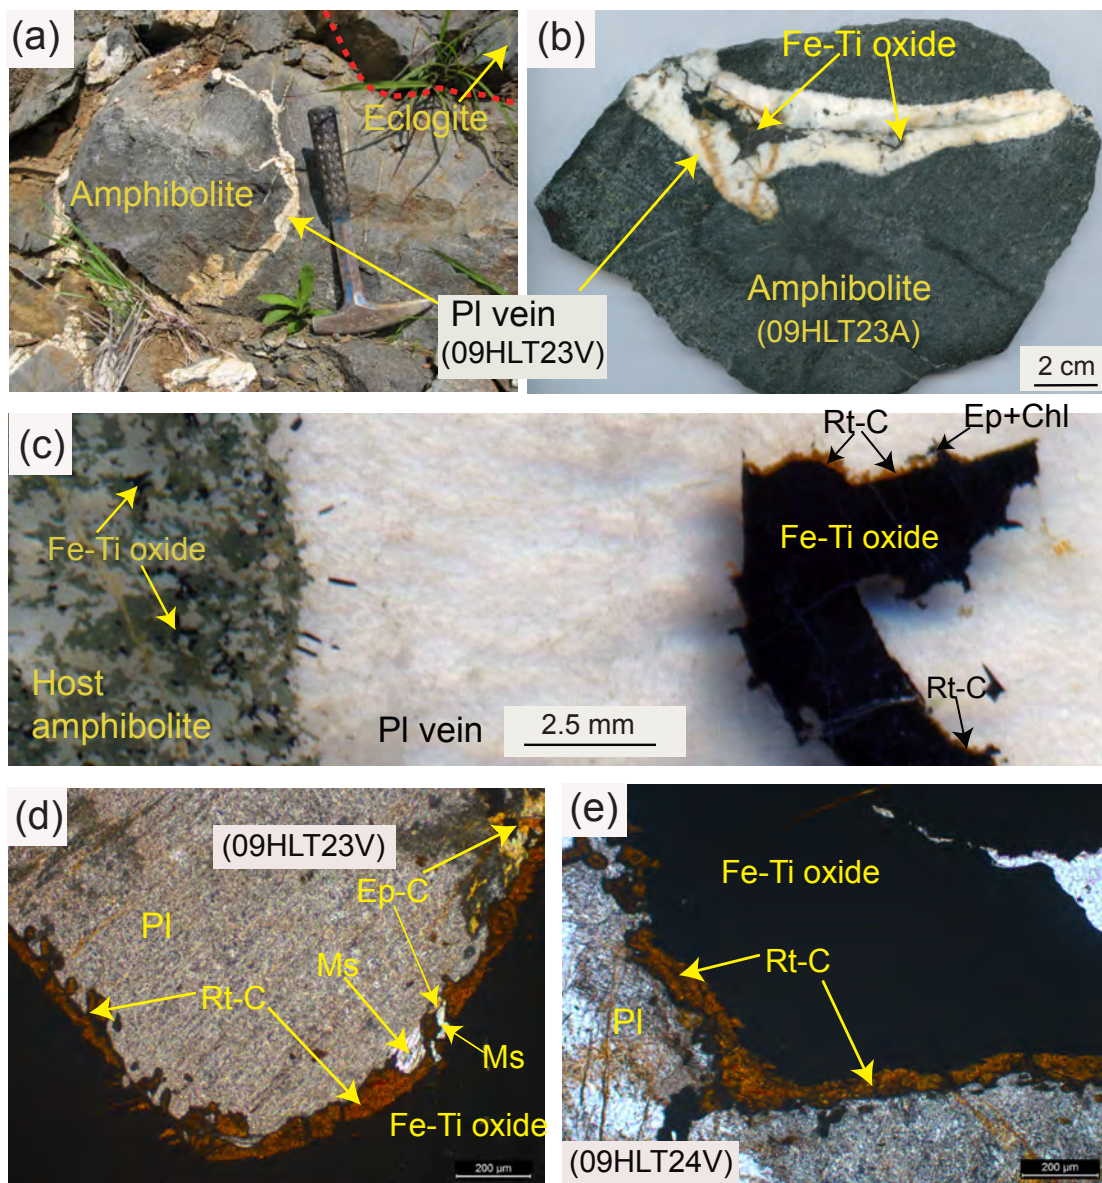 (a)
Eclogite
Amphibolite
Pl vein
(09HLT23V)
(b)
Fe-Ti oxide
Amphibolite
(09HLT23A)
2 cm
(c)
Rt-C
Ep+Chl
Fe-Ti oxide
Fe-Ti oxide
Host
amphibolite
Rt-C
Pl vein
2.5 mm
(d)
(09HLT23V)
Ep-C
Pl
Ms
Rt-C
Ms
Fe-Ti oxide
200 µm
(e)
Fe-Ti oxide
Rt-C
Pl
(09HLT24V)
200 µm